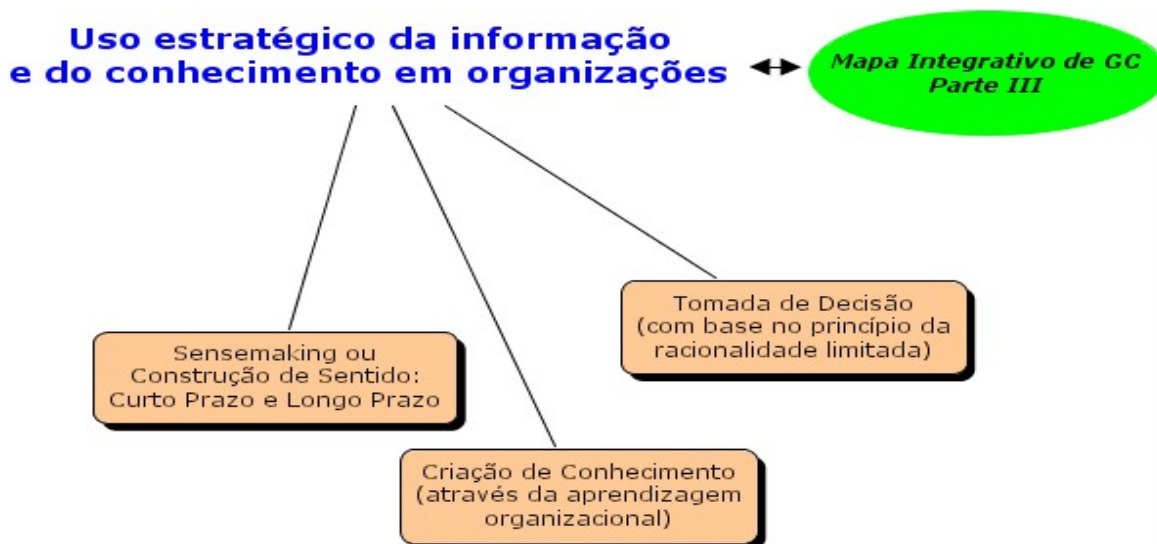 Uso estratégico da informação
e do conhecimento em organizações
Mapa Integrativo de GC
Parte III
Tomada de Decisão
(com base no princípio da
racionalidade limitada)
Sensemaking ou
Construção de Sentido:
Curto Prazo e Longo Prazo
Criação de Conhecimento
(através da aprendizagem
organizacional)